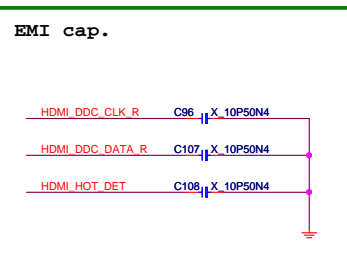 EMI cap.
HDMI_DDC_CLK_R C96 X_10P50N4
HDMI_DDC_DATA_R C107 X_10P50N4
HDMI_HOT_DET C108 X_10P50N4